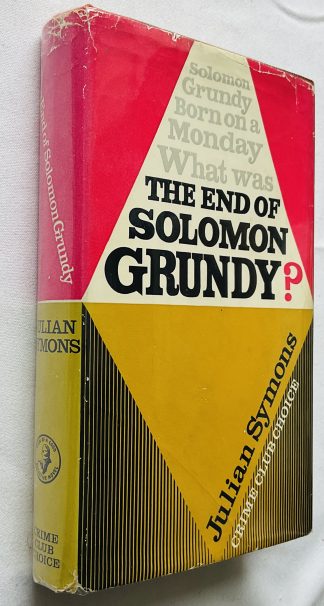 Solomon
Grundy
Born on a
Monday
What was
THE END OF
SOLOMON
GRUNDY?
Julian Symons
CRIME CLUB CHOICE
End of Solomon Grundy
JULIAN
SYMONS
CRIME
CLUB
CHOICE